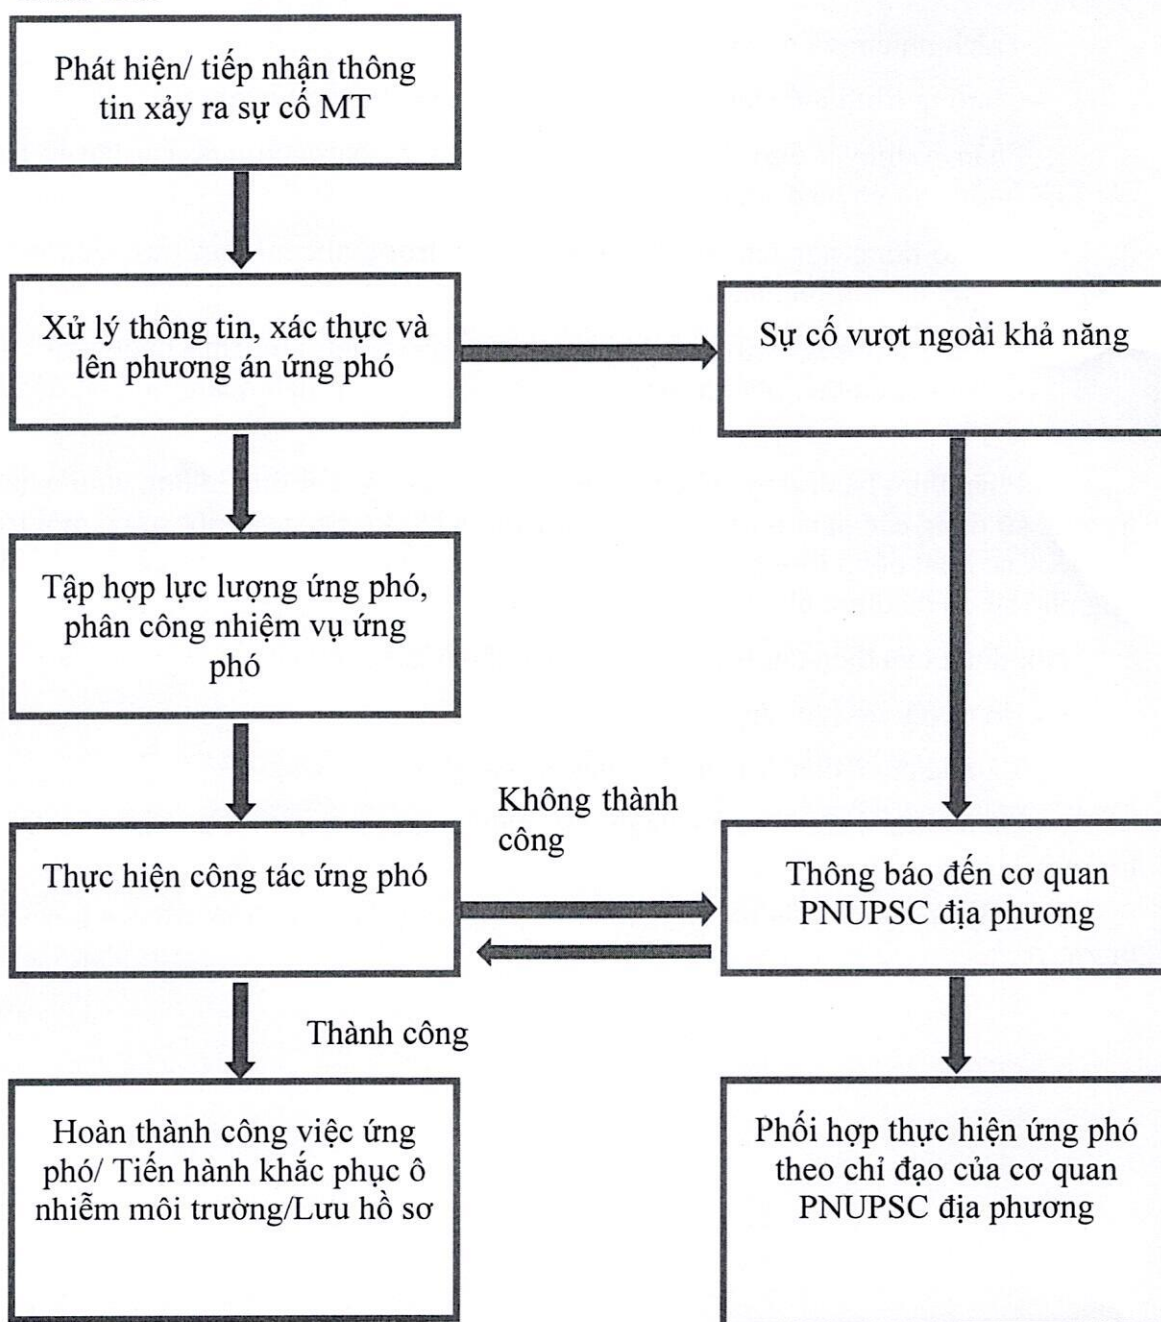 Phát hiện/ tiếp nhận thông
tin xảy ra sự cố MT
Xử lý thông tin, xác thực và
lên phương án ứng phó
Sự cố vượt ngoài khả năng
Tập hợp lực lượng ứng phó,
phân công nhiệm vụ ứng
phó
Không thành
công
Thực hiện công tác ứng phó
Thông báo đến cơ quan
PNUPSC địa phương
Thành công
Hoàn thành công việc ứng
phó/ Tiến hành khắc phục ô
nhiễm môi trường/Lưu hồ sơ
Phối hợp thực hiện ứng phó
theo chỉ đạo của cơ quan
PNUPSC địa phương